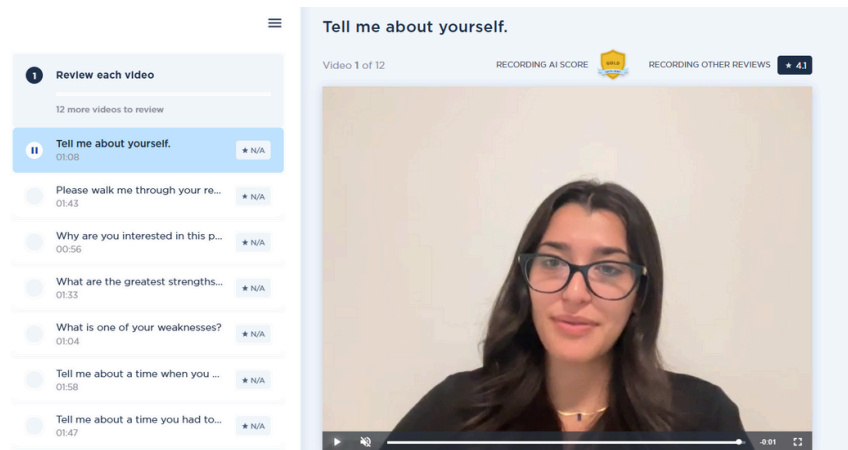 Tell me about yourself.
Video 1 of 12
RECORDING AI SCORE
GOLD
RECORDING OTHER REVIEWS
★ 4.1
1
Review each video
12 more videos to review
Tell me about yourself.
01:08
★ N/A
Please walk me through your re...
01:43
★ N/A
Why are you interested in this p...
00:56
★ N/A
What are the greatest strengths...
01:33
★ N/A
What is one of your weaknesses?
01:04
★ N/A
Tell me about a time when you ...
01:58
★ N/A
Tell me about a time you had to...
01:47
★ N/A
-0:01